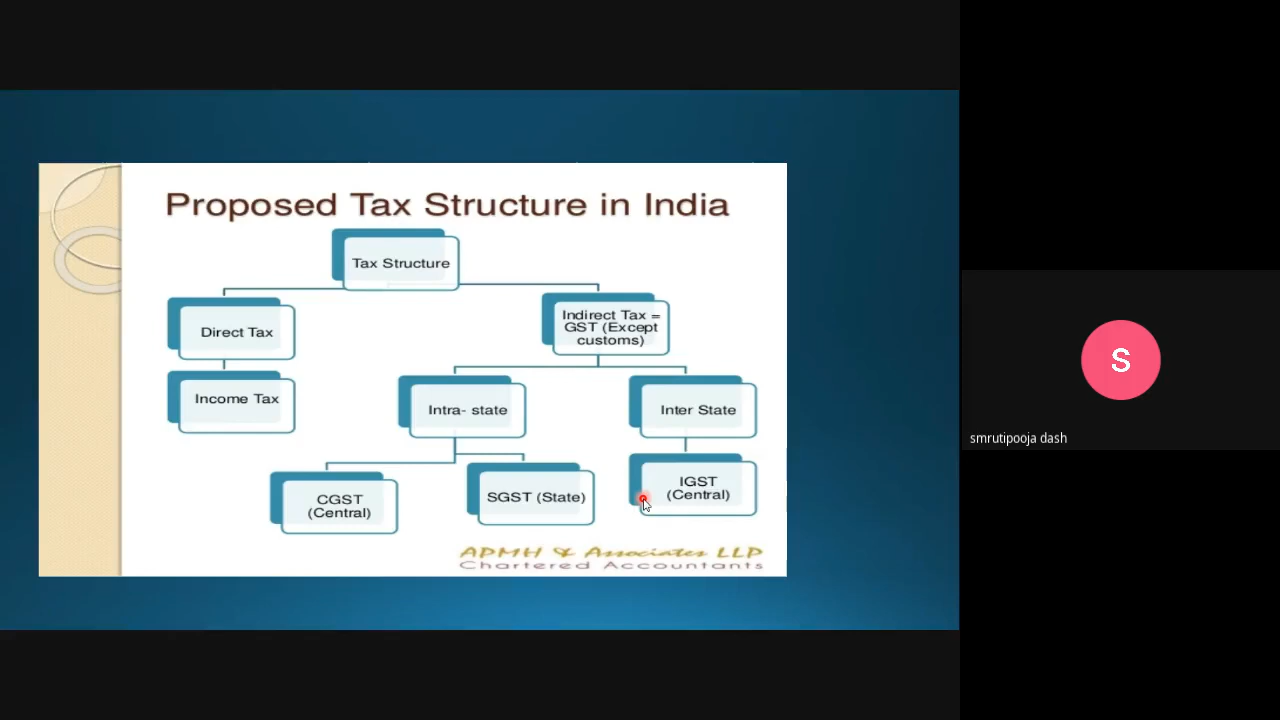 Proposed Tax Structure in India
Tax Structure
Direct Tax
Indirect Tax =
GST (Except
customs)
Income Tax
Intra- state
Inter State
CGST
(Central)
SGST (State)
IGST
(Central)
APMH & Associates LLP
Chartered Accountants
S
smrutipooja dash